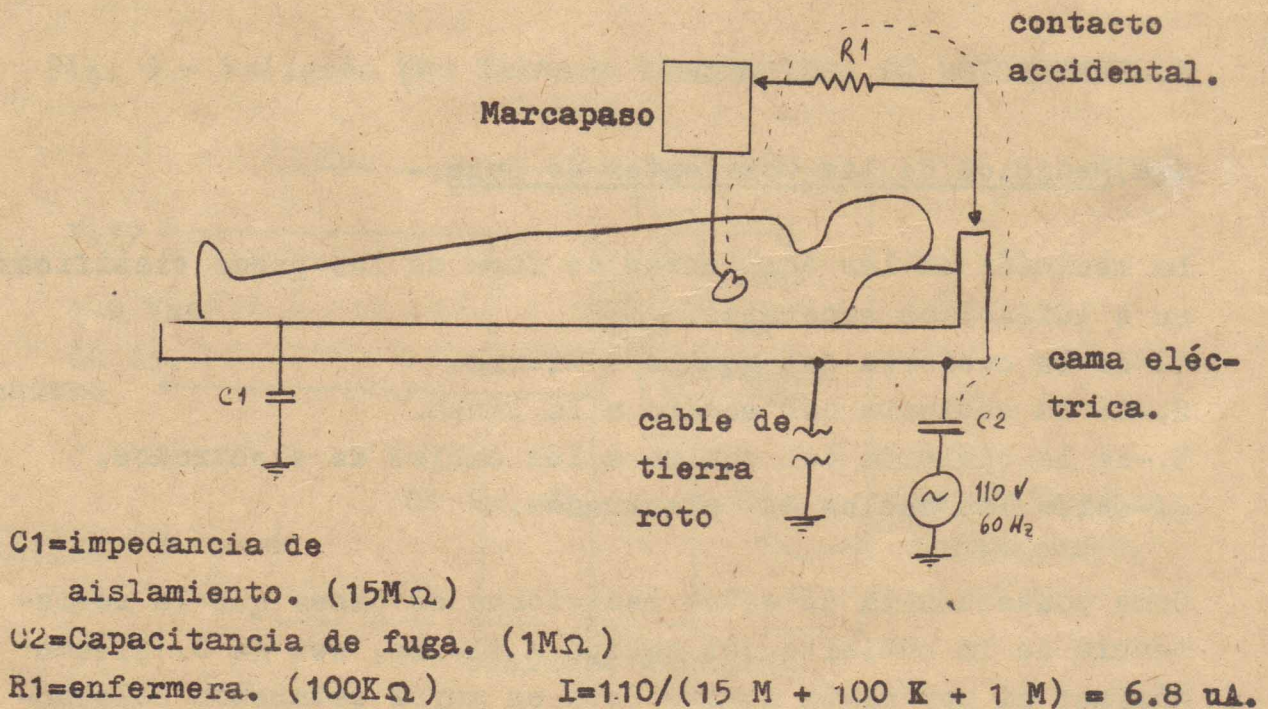 contacto
accidental.
R1
Marcapaso
cama eléc-
trica.
C1
C2
cable de
tierra
roto
110 V
60 Hz
C1=impedancia de
aislamiento. (15MΩ)
C2=Capacitancia de fuga. (1MΩ)
R1=enfermera. (100KΩ) I=110/(15 M + 100 K + 1 M) = 6.8 uA.